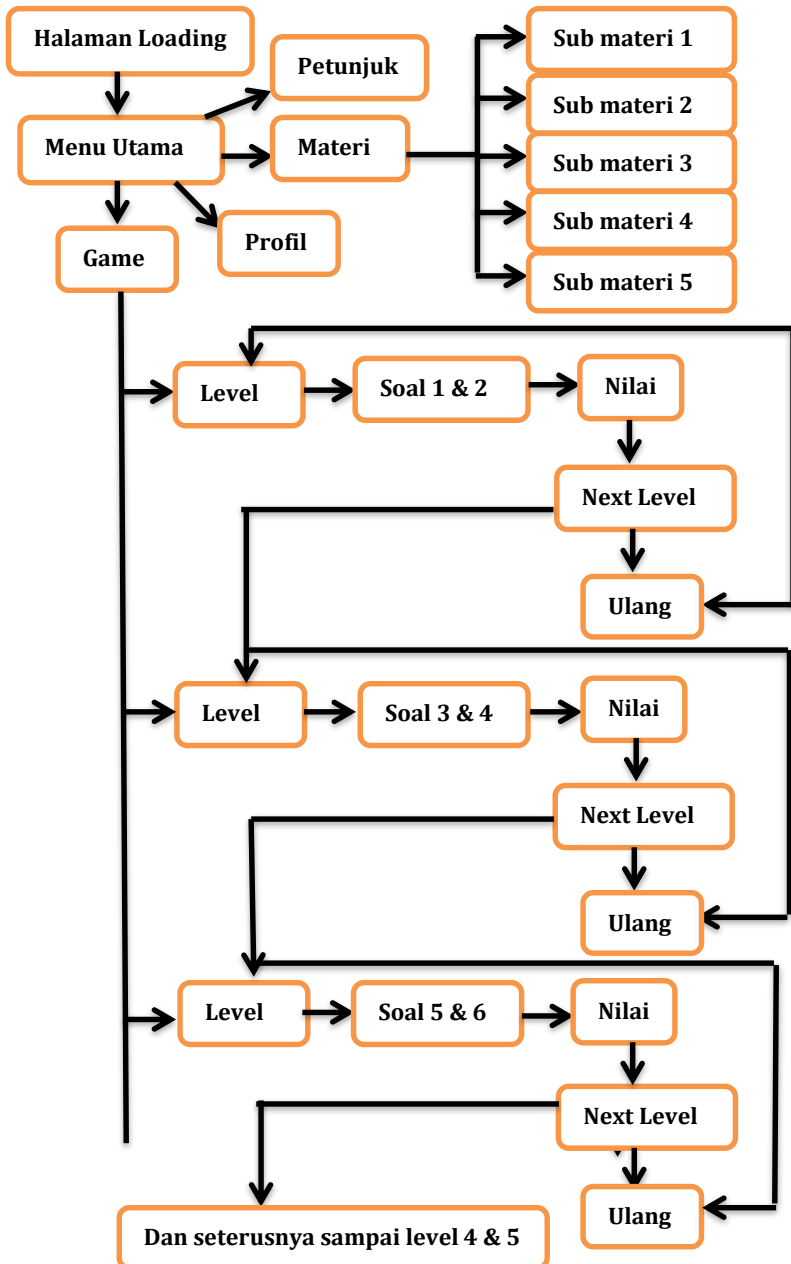 Halaman Loading
Petunjuk
Menu Utama
Materi
Profil
Game
Sub materi 1
Sub materi 2
Sub materi 3
Sub materi 4
Sub materi 5
Level
Soal 1 & 2
Nilai
Next Level
Ulang
Level
Soal 3 & 4
Nilai
Next Level
Ulang
Level
Soal 5 & 6
Nilai
Next Level
Ulang
Dan seterusnya sampai level 4 & 5